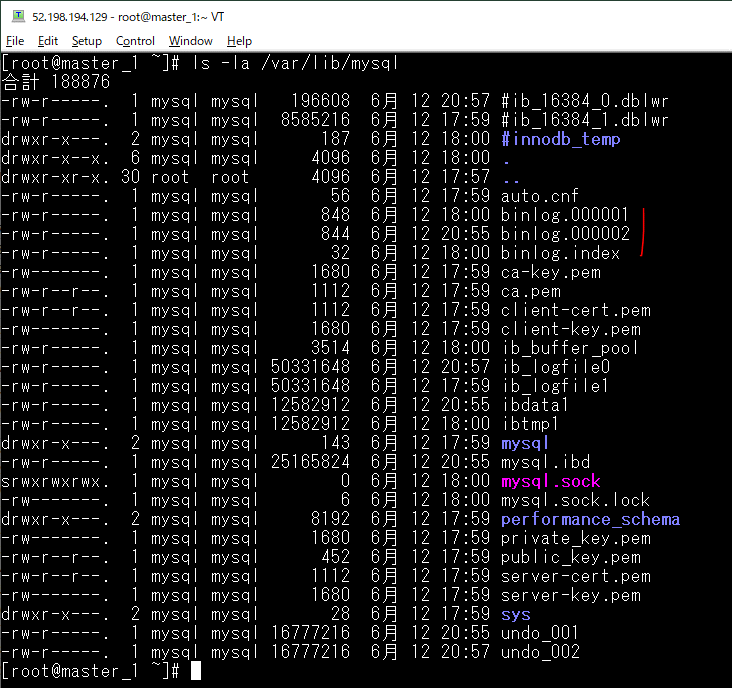 52.198.194.129 - root@master_1:~ VT
File Edit Setup Control Window Help
[root@master_1 ~]# ls -la /var/lib/mysql
合計 188876
-rw-r-----.  1 mysql mysql   196608  6月 12 20:57 #ib_16384_0.dblwr
-rw-r-----.  1 mysql mysql  8585216  6月 12 17:59 #ib_16384_1.dblwr
drwxr-x---.  2 mysql mysql      187  6月 12 18:00 #innodb_temp
drwxr-x--x.  6 mysql mysql     4096  6月 12 18:00 .
drwxr-xr-x. 30 root  root      4096  6月 12 17:57 ..
-rw-r-----.  1 mysql mysql       56  6月 12 17:59 auto.cnf
-rw-r-----.  1 mysql mysql      848  6月 12 18:00 binlog.000001
-rw-r-----.  1 mysql mysql      844  6月 12 20:55 binlog.000002
-rw-r-----.  1 mysql mysql       32  6月 12 18:00 binlog.index
-rw-------.  1 mysql mysql     1680  6月 12 17:59 ca-key.pem
-rw-r--r--.  1 mysql mysql     1112  6月 12 17:59 ca.pem
-rw-r--r--.  1 mysql mysql     1112  6月 12 17:59 client-cert.pem
-rw-------.  1 mysql mysql     1680  6月 12 17:59 client-key.pem
-rw-r-----.  1 mysql mysql     3514  6月 12 18:00 ib_buffer_pool
-rw-r-----.  1 mysql mysql 50331648  6月 12 20:57 ib_logfile0
-rw-r-----.  1 mysql mysql 50331648  6月 12 17:59 ib_logfile1
-rw-r-----.  1 mysql mysql 12582912  6月 12 20:55 ibdata1
-rw-r-----.  1 mysql mysql 12582912  6月 12 18:00 ibtmp1
drwxr-x---.  2 mysql mysql      143  6月 12 17:59 mysql
-rw-r-----.  1 mysql mysql 25165824  6月 12 20:55 mysql.ibd
srwxrwxrwx.  1 mysql mysql        0  6月 12 18:00 mysql.sock
-rw-------.  1 mysql mysql        6  6月 12 18:00 mysql.sock.lock
drwxr-x---.  2 mysql mysql     8192  6月 12 17:59 performance_schema
-rw-------.  1 mysql mysql     1680  6月 12 17:59 private_key.pem
-rw-r--r--.  1 mysql mysql      452  6月 12 17:59 public_key.pem
-rw-r--r--.  1 mysql mysql     1112  6月 12 17:59 server-cert.pem
-rw-------.  1 mysql mysql     1680  6月 12 17:59 server-key.pem
drwxr-x---.  2 mysql mysql       28  6月 12 17:59 sys
-rw-r-----.  1 mysql mysql 16777216  6月 12 20:55 undo_001
-rw-r-----.  1 mysql mysql 16777216  6月 12 20:57 undo_002
[root@master_1 ~]#